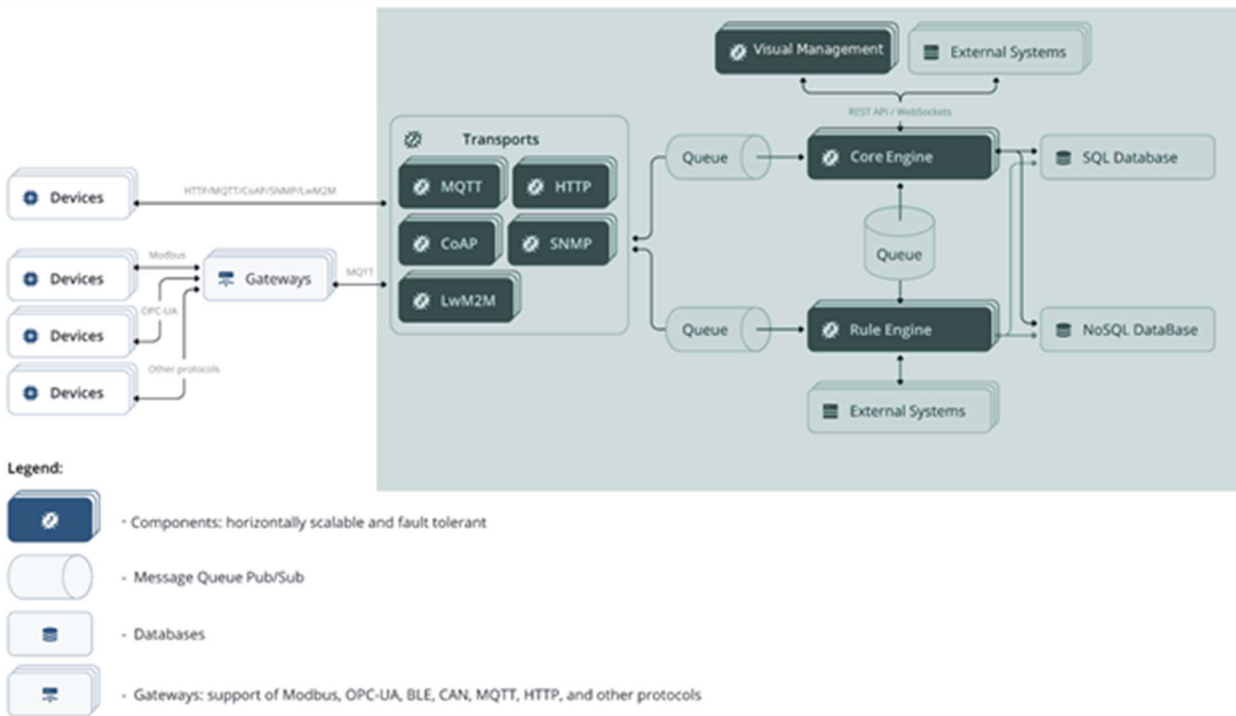 Visual Management
External Systems
REST API / WebSockets
Transports
Queue
Core Engine
SQL Database
MQTT
HTTP
Devices
HTTP/MQTT/CoAP/SNMP/LwM2M
CoAP
SNMP
Queue
Devices
Modbus
Gateways
MQTT
LwM2M
OPC-UA
Devices
Queue
Rule Engine
NoSQL DataBase
Other protocols
Devices
External Systems
Legend:
- Components: horizontally scalable and fault tolerant
- Message Queue Pub/Sub
- Databases
- Gateways: support of Modbus, OPC-UA, BLE, CAN, MQTT, HTTP, and other protocols